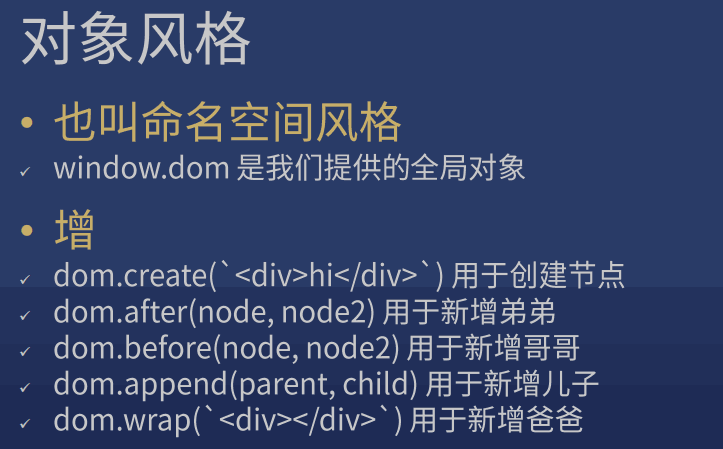 对象风格
• 也叫命名空间风格
✓ window.dom 是我们提供的全局对象
• 增
✓ dom.create(`<div>hi</div>`) 用于创建节点
✓ dom.after(node, node2) 用于新增弟弟
✓ dom.before(node, node2) 用于新增哥哥
✓ dom.append(parent, child) 用于新增儿子
✓ dom.wrap(`<div></div>`) 用于新增爸爸